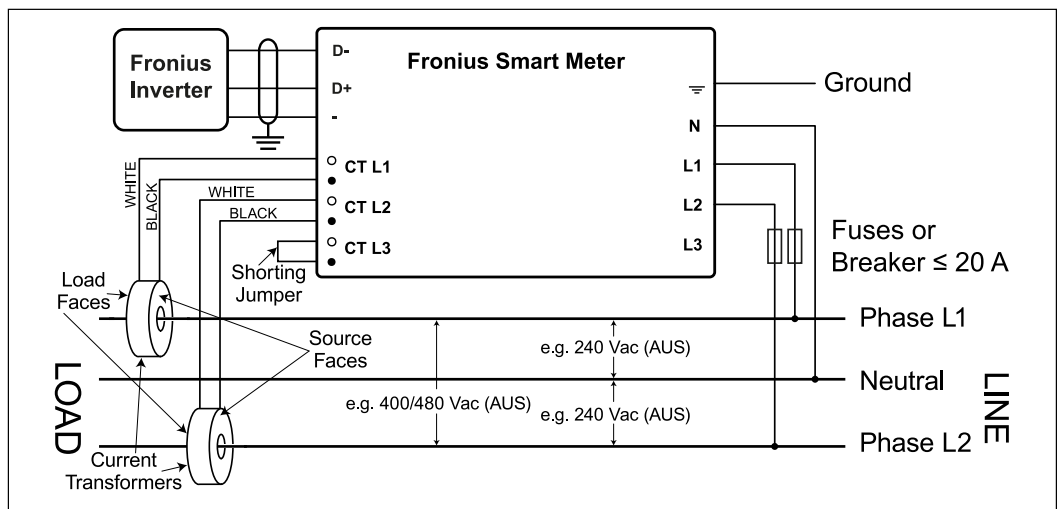 Fronius
Inverter
D-
D+
-
Fronius Smart Meter
Ground
N
L1
L2
L3
CT L1
CT L2
CT L3
WHITE
BLACK
WHITE
BLACK
Shorting
Jumper
Fuses or
Breaker ≤ 20 A
Load
Faces
Source
Faces
Phase L1
e.g. 240 Vac (AUS)
Neutral
e.g. 400/480 Vac (AUS)
e.g. 240 Vac (AUS)
Phase L2
LOAD
LINE
Current
Transformers